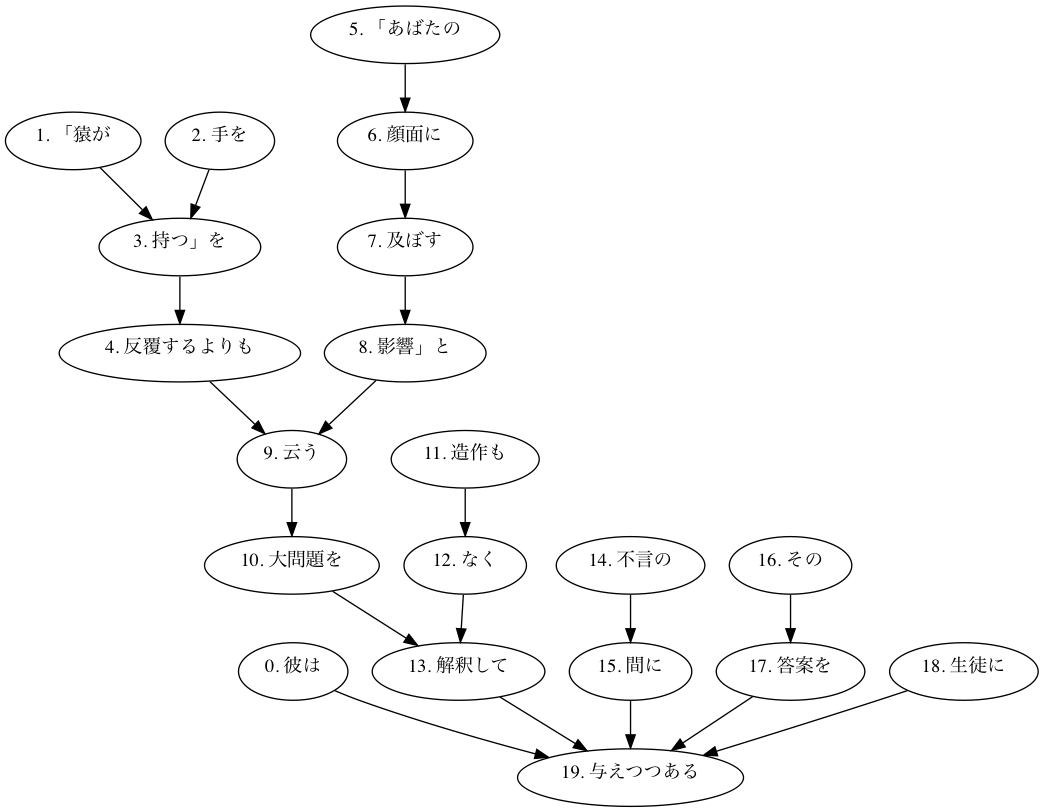 5. 「あばたの
1. 「猿が
2. 手を
6. 顔面に
3. 持つ」を
7. 及ぼす
4. 反覆するよりも
8. 影響」と
9. 云う
11. 造作も
10. 大問題を
12. なく
14. 不言の
16. その
0. 彼は
13. 解釈して
15. 間に
17. 答案を
18. 生徒に
19. 与えつつある